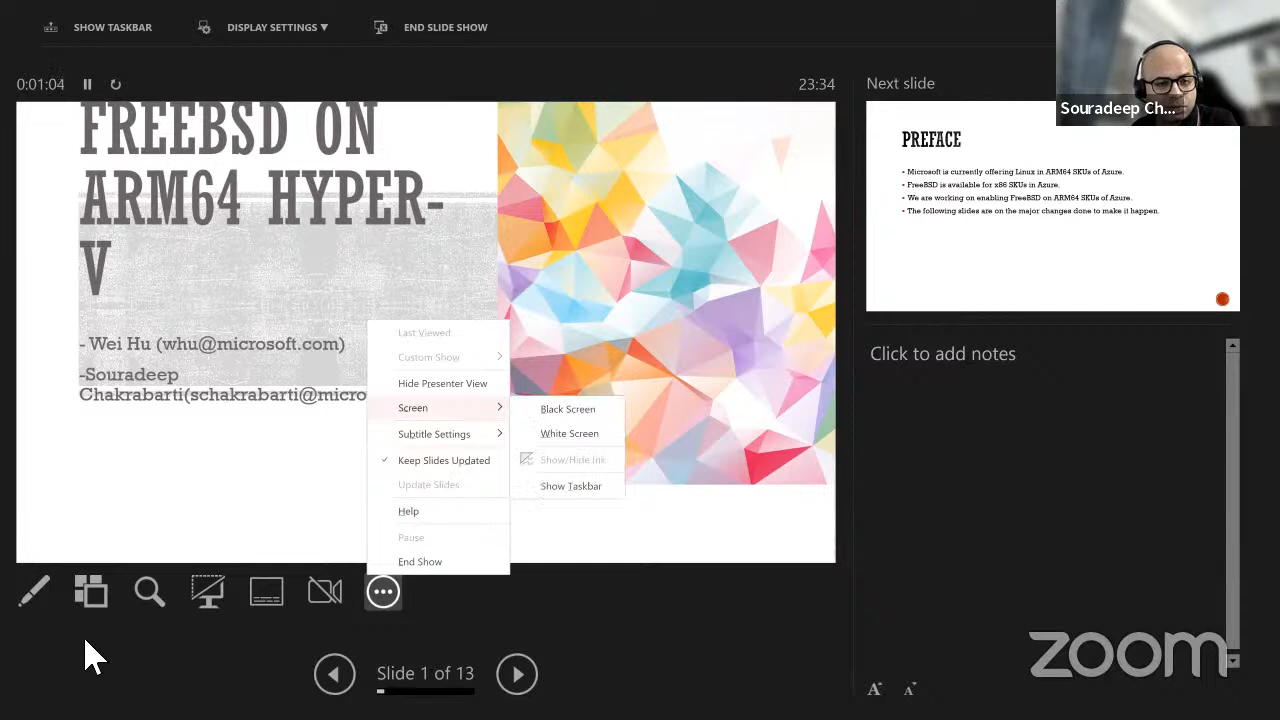 SHOW TASKBAR
DISPLAY SETTINGS ▼
END SLIDE SHOW
0:01:04
23:34
FREEBSD ON
ARM64 HYPER-
V
- Wei Hu (whu@microsoft.com)
-Souradeep
Chakrabarti(schakrabarti@micro
Last Viewed
Custom Show
Hide Presenter View
Screen
Subtitle Settings
Keep Slides Updated
Update Slides
Help
Pause
End Show
Black Screen
White Screen
Show/Hide Ink
Show Taskbar
Slide 1 of 13
Next slide
Souradeep Ch...
PREFACE
▪ Microsoft is currently offering Linux in ARM64 SKUs of Azure.
▪ FreeBSD is available for x86 SKUs in Azure.
▪ We are working on enabling FreeBSD on ARM64 SKUs of Azure.
▪ The following slides are on the major changes done to make it happen.
Click to add notes
A A
zoom